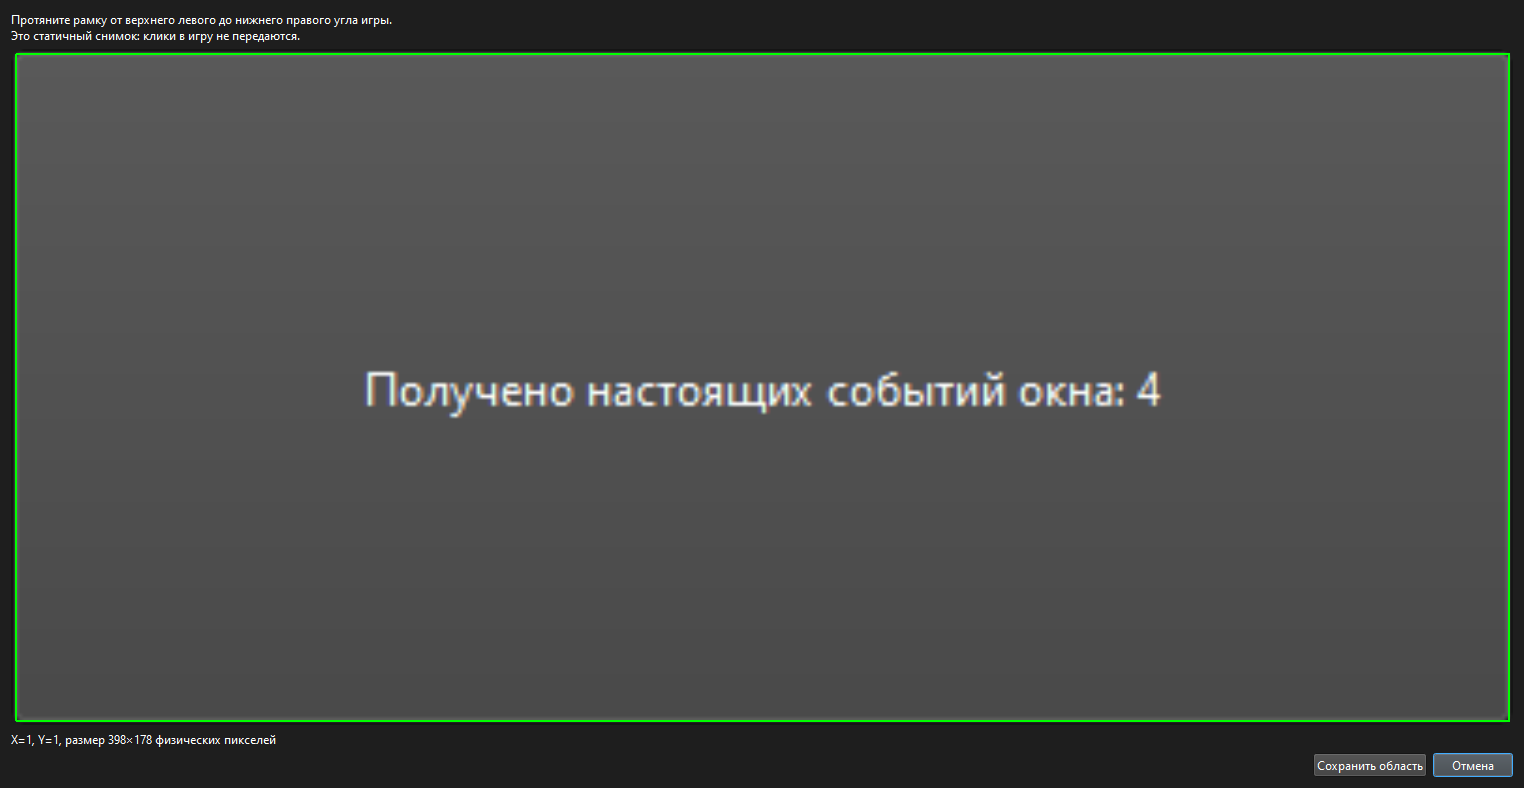 Протяните рамку от верхнего левого до нижнего правого угла игры.
Это статичный снимок: клики в игру не передаются.
Получено настоящих событий окна: 4
X=1, Y=1, размер 398×178 физических пикселей
Сохранить область
Отмена